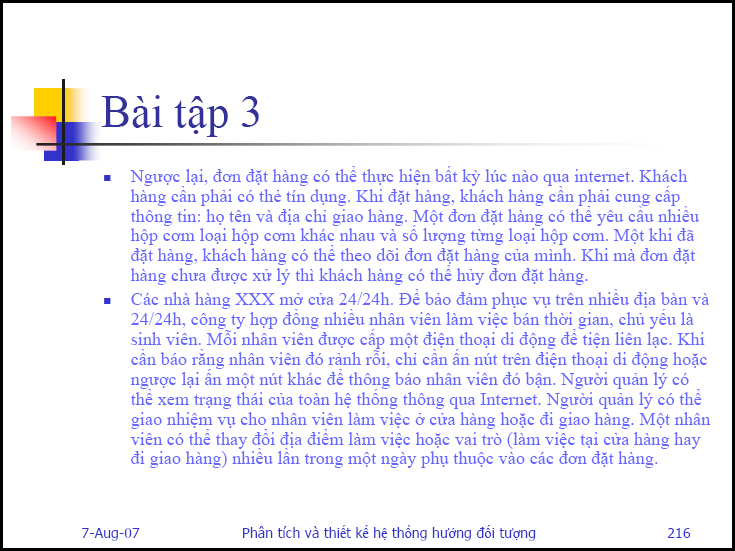 Bài tập 3
Ngược lại, đơn đặt hàng có thể thực hiện bất kỳ lúc nào qua internet. Khách
hàng cần phải có thẻ tín dụng. Khi đặt hàng, khách hàng cần phải cung cấp
thông tin: họ tên và địa chỉ giao hàng. Một đơn đặt hàng có thể yêu cầu nhiều
hộp cơm loại hộp cơm khác nhau và số lượng từng loại hộp cơm. Một khi đã
đặt hàng, khách hàng có thể theo dõi đơn đặt hàng của mình. Khi mà đơn đặt
hàng chưa được xử lý thì khách hàng có thể hủy đơn đặt hàng.
Các nhà hàng XXX mở cửa 24/24h. Để bảo đảm phục vụ trên nhiều địa bàn và
24/24h, công ty hợp đồng nhiều nhân viên làm việc bán thời gian, chủ yếu là
sinh viên. Mỗi nhân viên được cấp một điện thoại di động để tiện liên lạc. Khi
cần báo rằng nhân viên đó rảnh rỗi, chỉ cần ấn nút trên điện thoại di động hoặc
ngược lại ấn một nút khác để thông báo nhân viên đó bận. Người quản lý có
thể xem trạng thái của toàn hệ thống thông qua Internet. Người quản lý có thể
giao nhiệm vụ cho nhân viên làm việc ở cửa hàng hoặc đi giao hàng. Một nhân
viên có thể thay đổi địa điểm làm việc hoặc vai trò (làm việc tại cửa hàng hay
đi giao hàng) nhiều lần trong một ngày phụ thuộc vào các đơn đặt hàng.
7-Aug-07 Phân tích và thiết kế hệ thống hướng đối tượng 216